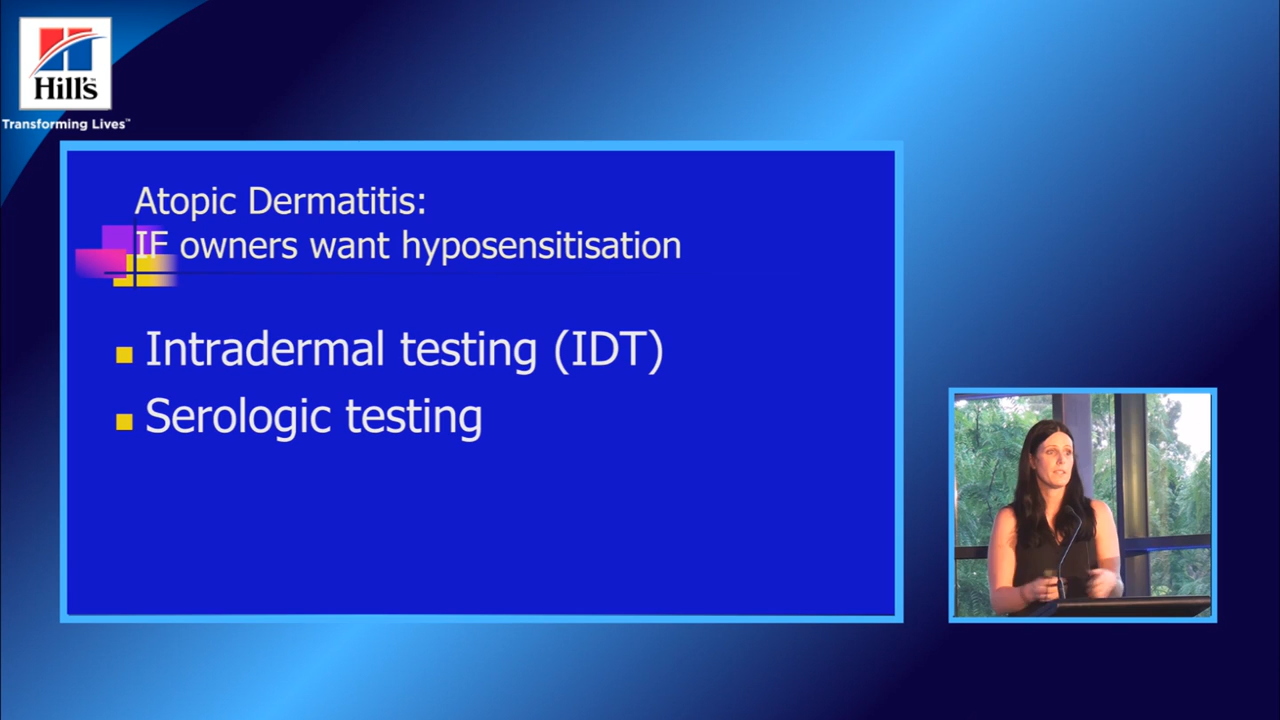 Hill's
Transforming Lives™
Atopic Dermatitis:
IF owners want hyposensitisation
Intradermal testing (IDT)
Serologic testing